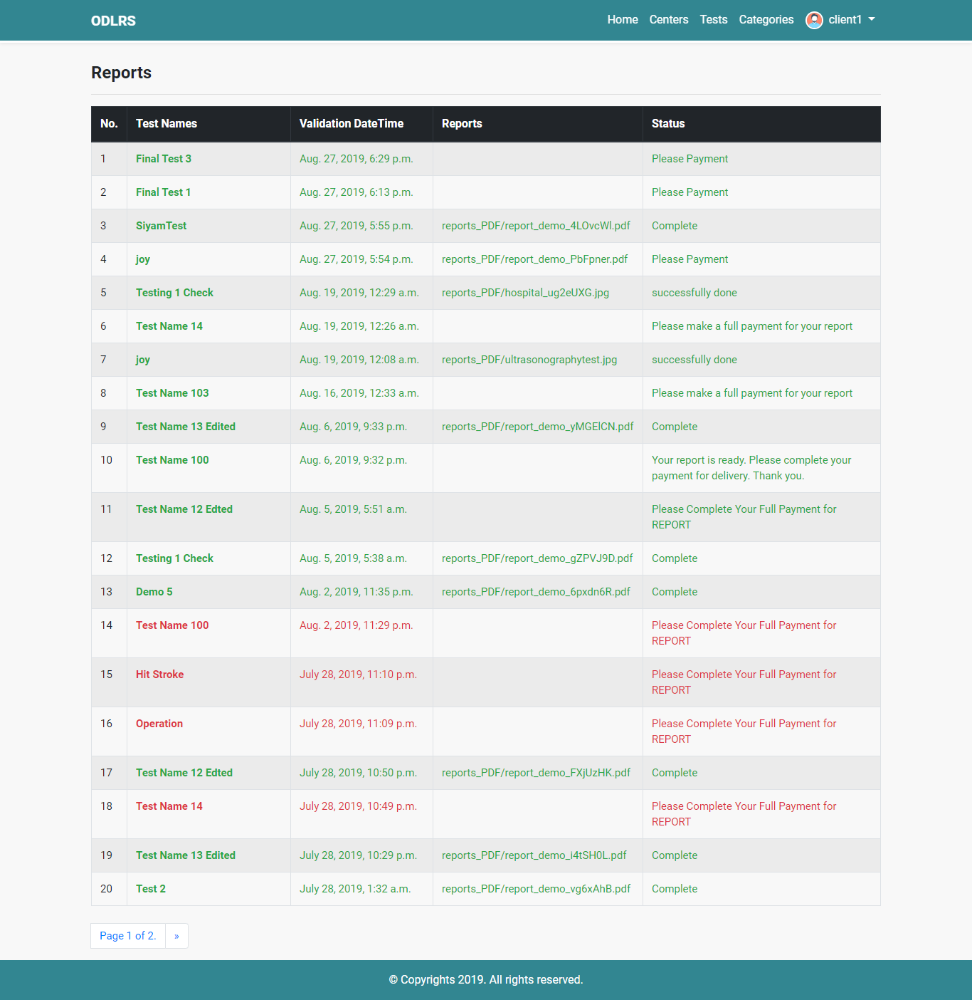 ODLRS
Home Centers Tests Categories client1
Reports
No. Test Names Validation DateTime Reports Status
1 Final Test 3 Aug. 27, 2019, 6:29 p.m. Please Payment
2 Final Test 1 Aug. 27, 2019, 6:13 p.m. Please Payment
3 SiyamTest Aug. 27, 2019, 5:55 p.m. reports_PDF/report_demo_4LOvcWl.pdf Complete
4 joy Aug. 27, 2019, 5:54 p.m. reports_PDF/report_demo_PbFpner.pdf Please Payment
5 Testing 1 Check Aug. 19, 2019, 12:29 a.m. reports_PDF/hospital_ug2eUXG.jpg successfully done
6 Test Name 14 Aug. 19, 2019, 12:26 a.m. Please make a full payment for your report
7 joy Aug. 19, 2019, 12:08 a.m. reports_PDF/ultrasonographytest.jpg successfully done
8 Test Name 103 Aug. 16, 2019, 12:33 a.m. Please make a full payment for your report
9 Test Name 13 Edited Aug. 6, 2019, 9:33 p.m. reports_PDF/report_demo_yMGElCN.pdf Complete
10 Test Name 100 Aug. 6, 2019, 9:32 p.m. Your report is ready. Please complete your
payment for delivery. Thank you.
11 Test Name 12 Edted Aug. 5, 2019, 5:51 a.m. Please Complete Your Full Payment for
REPORT
12 Testing 1 Check Aug. 5, 2019, 5:38 a.m. reports_PDF/report_demo_gZPVJ9D.pdf Complete
13 Demo 5 Aug. 2, 2019, 11:35 p.m. reports_PDF/report_demo_6pxdn6R.pdf Complete
14 Test Name 100 Aug. 2, 2019, 11:29 p.m. Please Complete Your Full Payment for
REPORT
15 Hit Stroke July 28, 2019, 11:10 p.m. Please Complete Your Full Payment for
REPORT
16 Operation July 28, 2019, 11:09 p.m. Please Complete Your Full Payment for
REPORT
17 Test Name 12 Edted July 28, 2019, 10:50 p.m. reports_PDF/report_demo_FXjUzHK.pdf Complete
18 Test Name 14 July 28, 2019, 10:49 p.m. Please Complete Your Full Payment for
REPORT
19 Test Name 13 Edited July 28, 2019, 10:29 p.m. reports_PDF/report_demo_i4tSH0L.pdf Complete
20 Test 2 July 28, 2019, 1:32 a.m. reports_PDF/report_demo_vg6xAhB.pdf Complete
Page 1 of 2. »
© Copyrights 2019. All rights reserved.